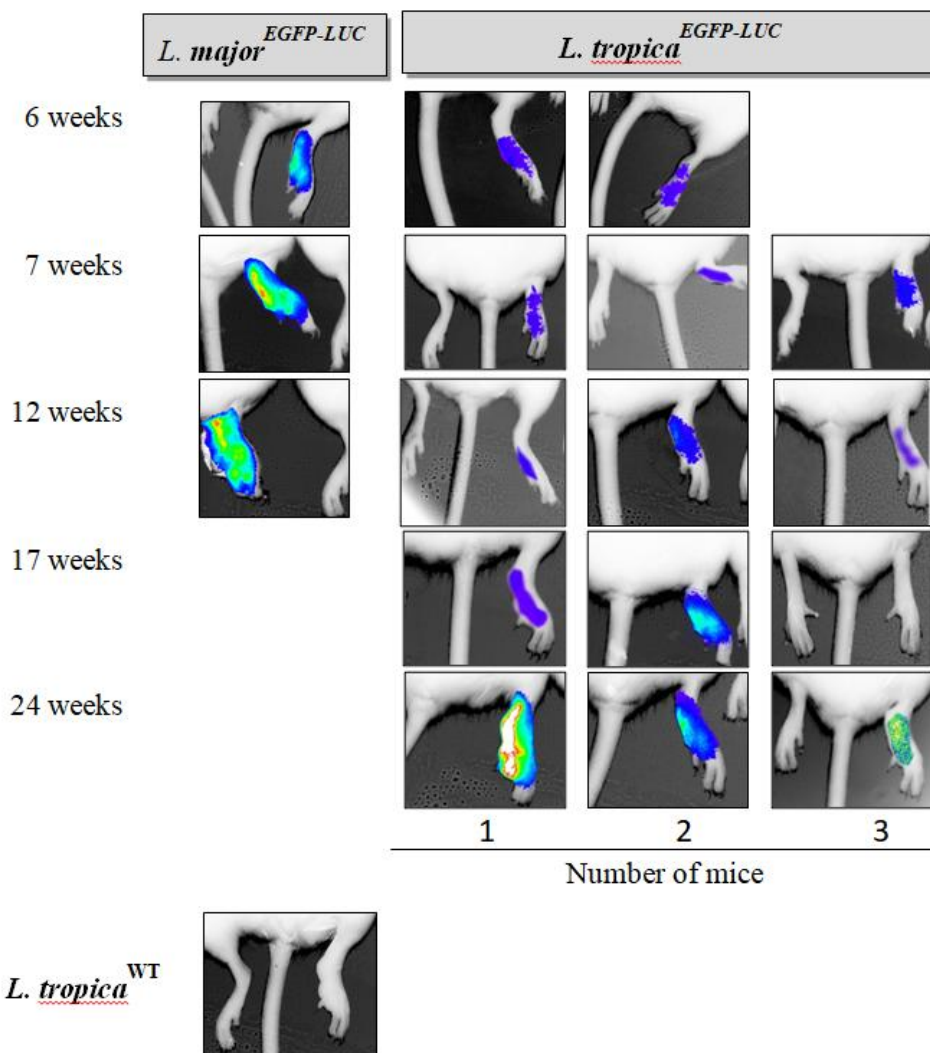 L. major EGFP-LUC
L. tropica EGFP-LUC
6 weeks
7 weeks
12 weeks
17 weeks
24 weeks
1 2 3
Number of mice
L. tropica WT